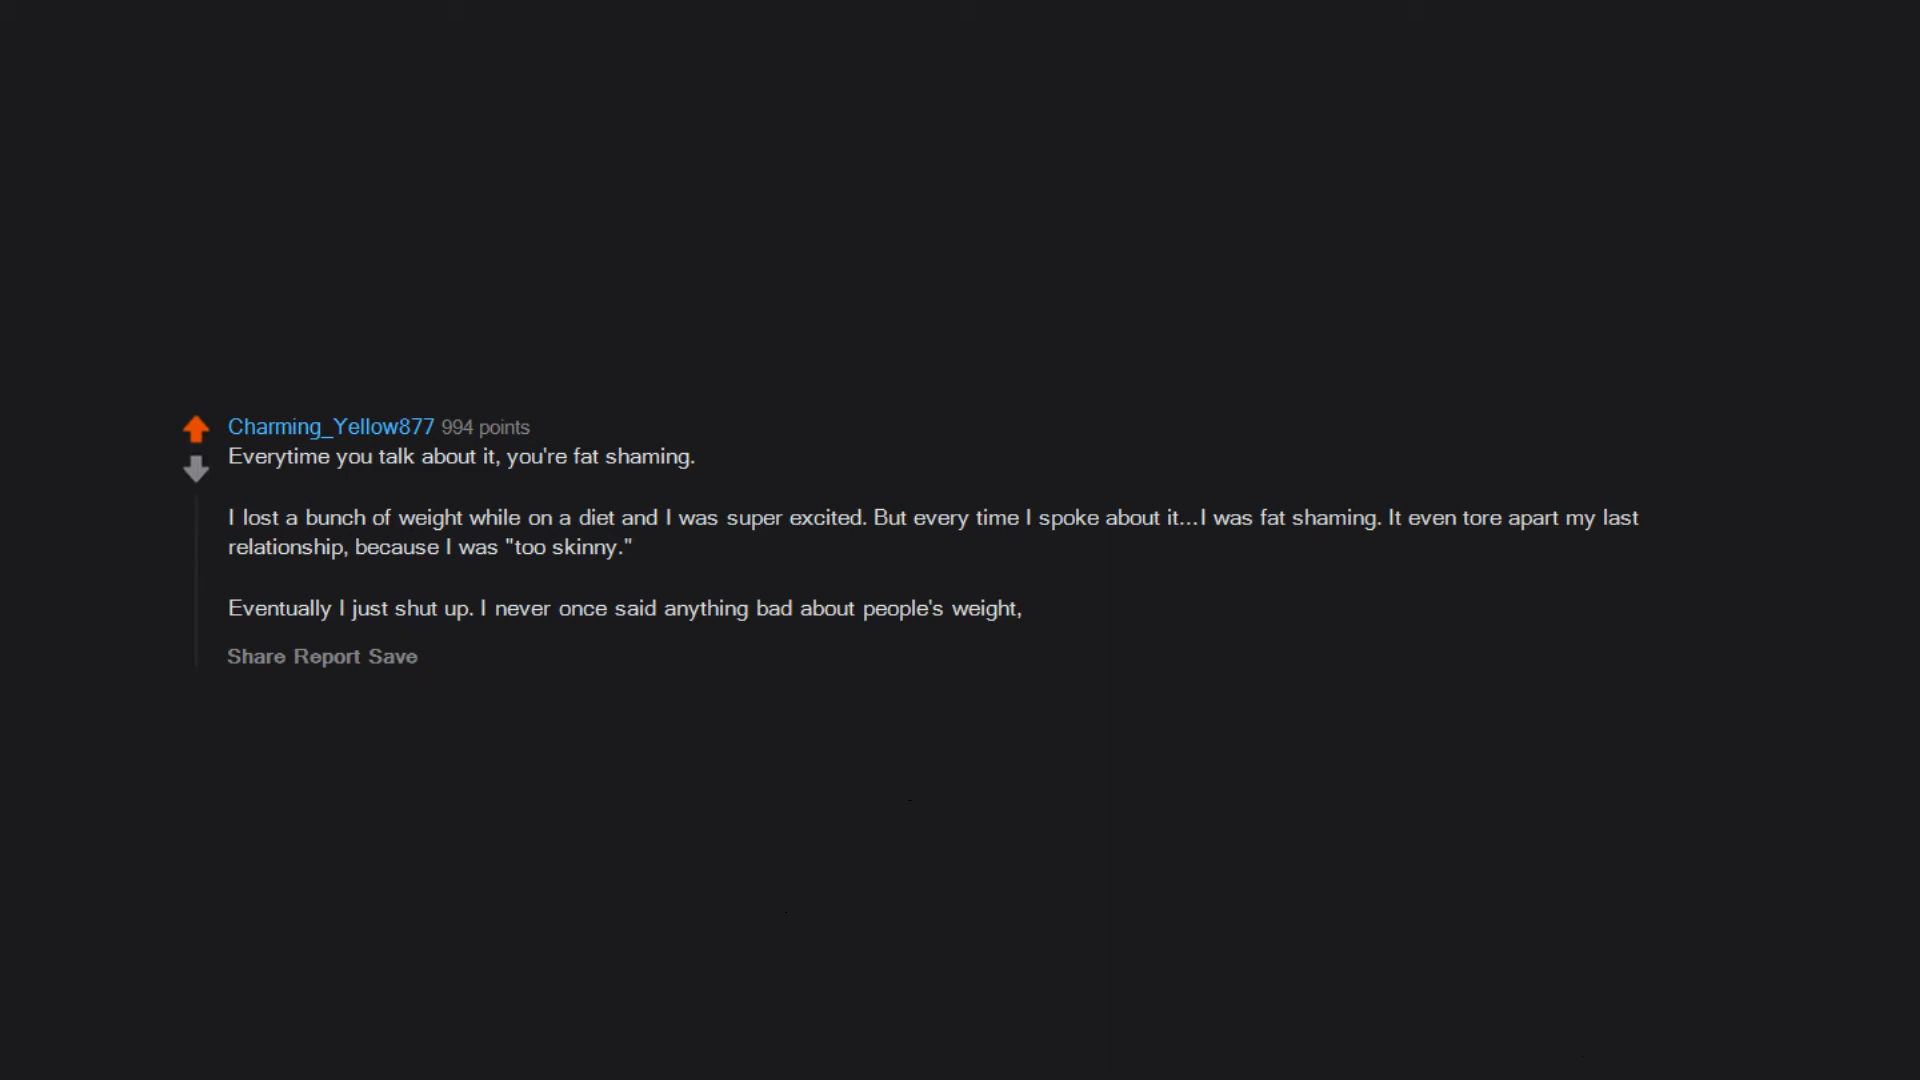 Charming_Yellow877 994 points
Everytime you talk about it, you're fat shaming.
I lost a bunch of weight while on a diet and I was super excited. But every time I spoke about it...I was fat shaming. It even tore apart my last
relationship, because I was "too skinny."
Eventually I just shut up. I never once said anything bad about people's weight,
Share Report Save